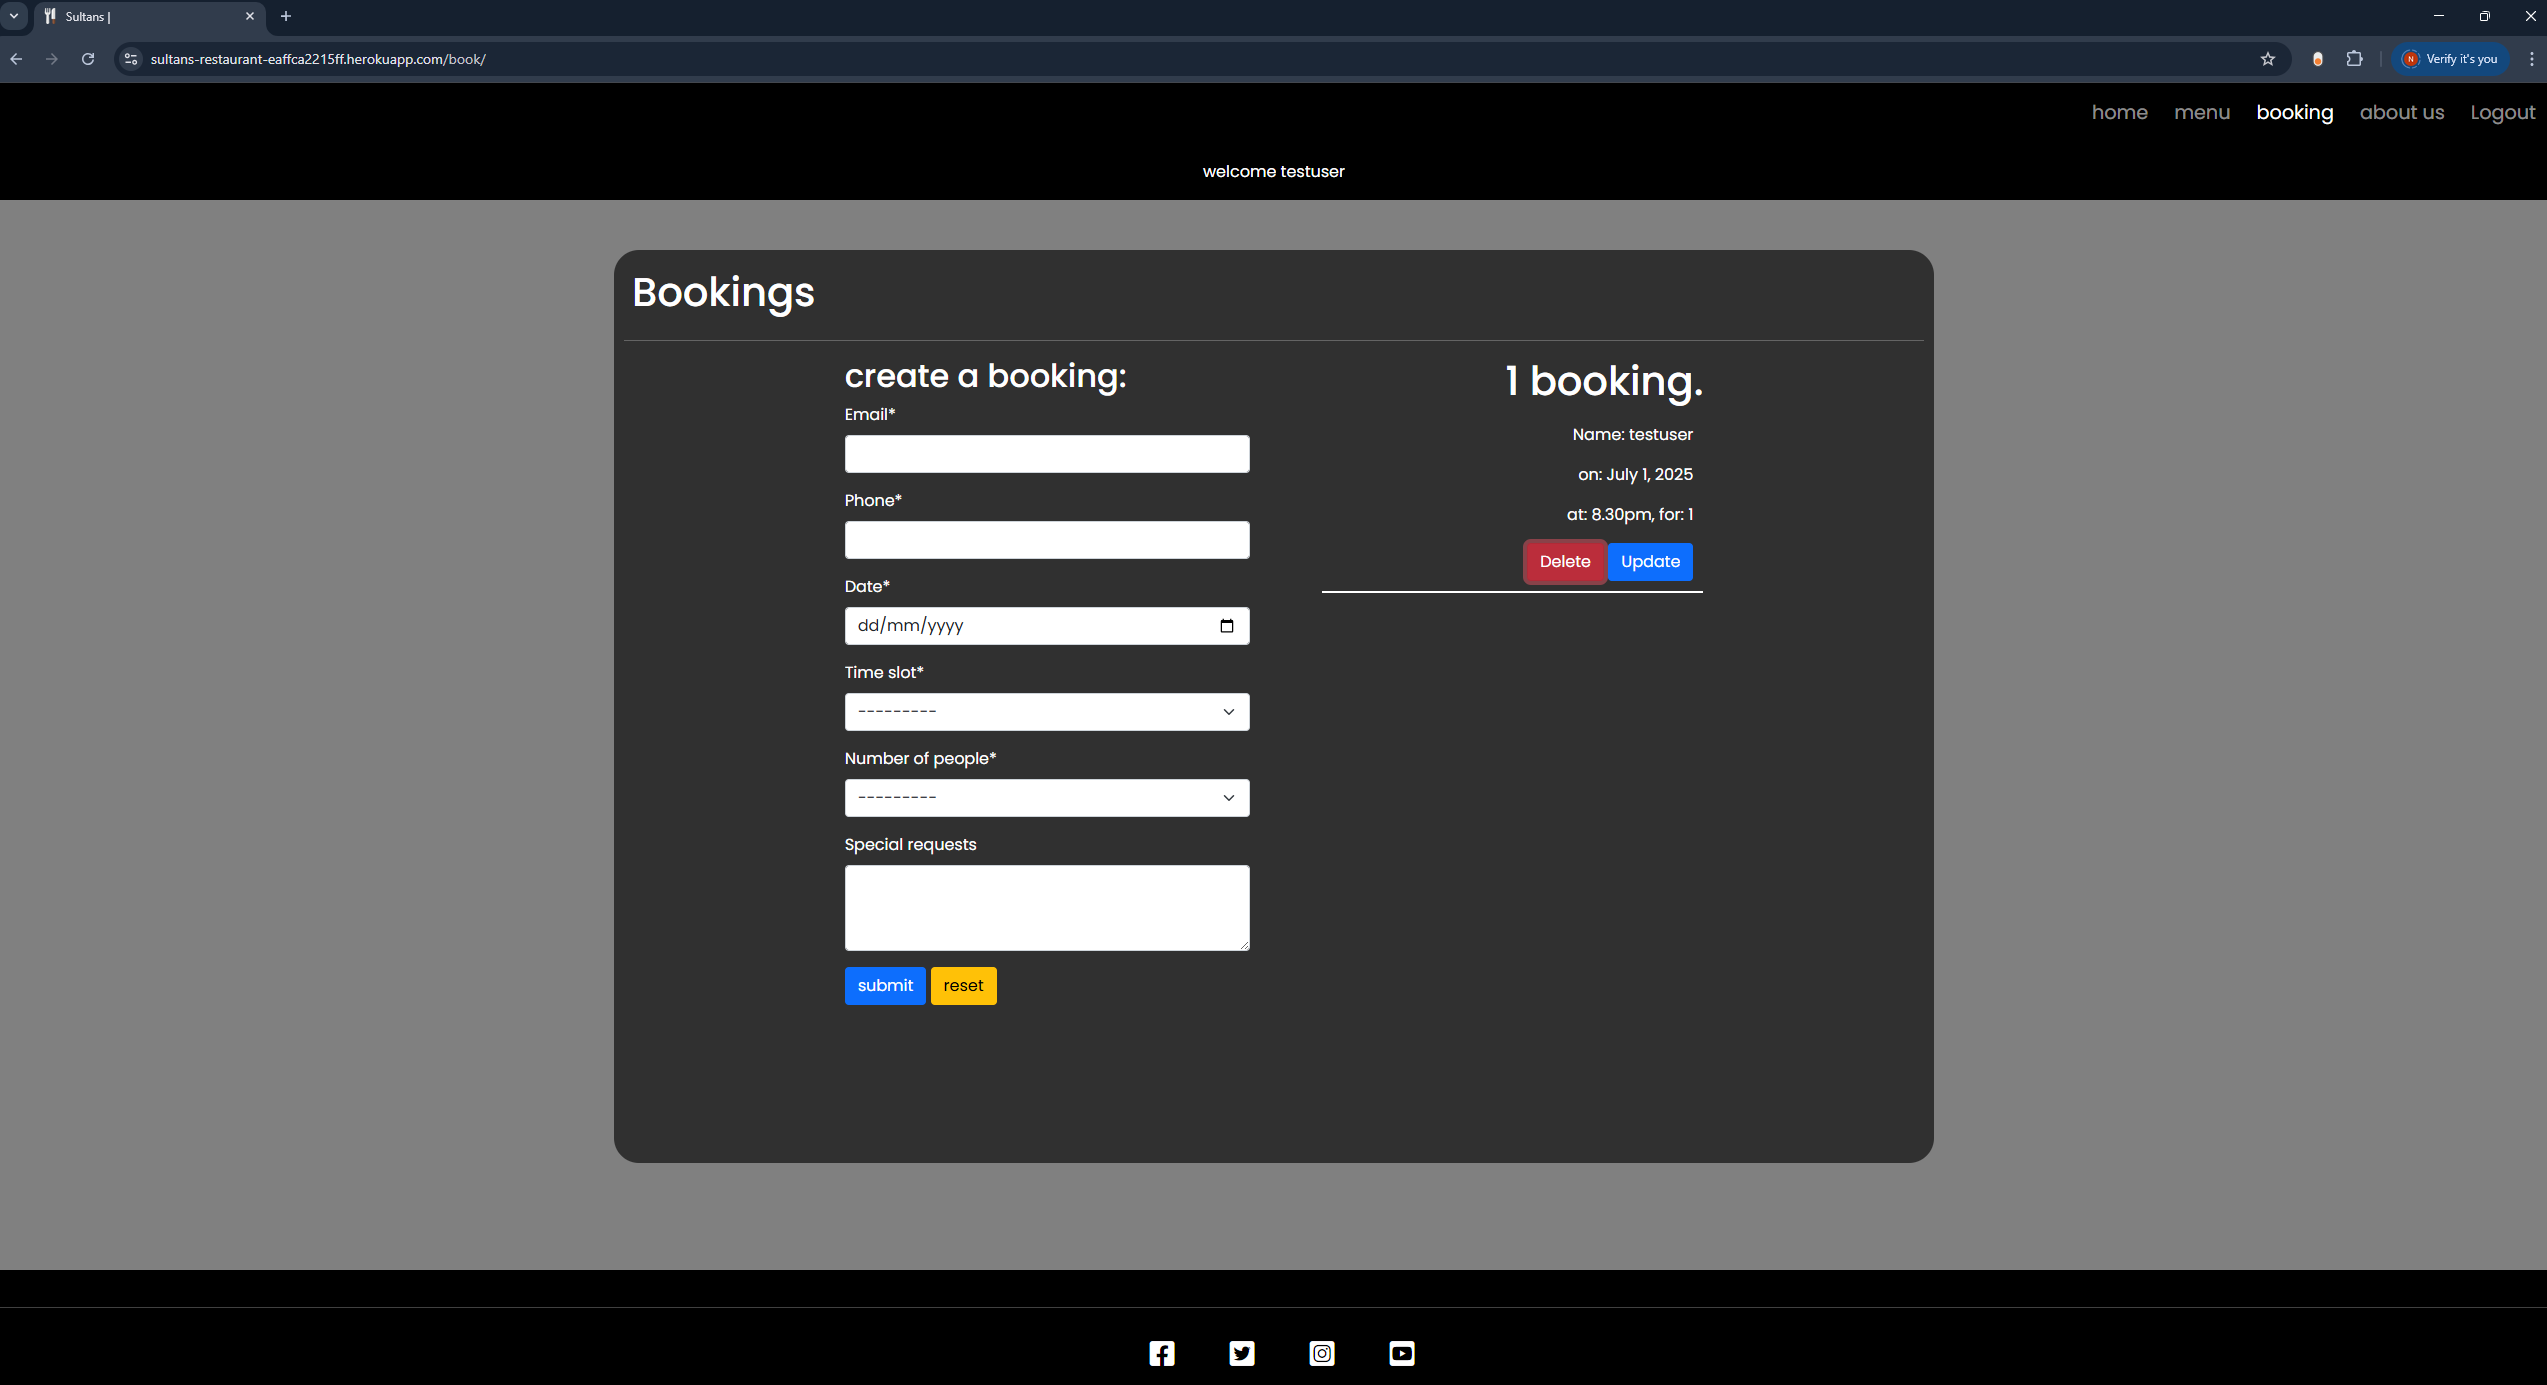 Sultans |
sultans-restaurant-eaffca2215ff.herokuapp.com/book/
N Verify it's you
home menu booking about us Logout
welcome testuser
Bookings
create a booking:
Email*
Phone*
Date*
dd/mm/yyyy
Time slot*
---------
Number of people*
---------
Special requests
submit reset
1 booking.
Name: testuser
on: July 1, 2025
at: 8.30pm, for: 1
Delete Update